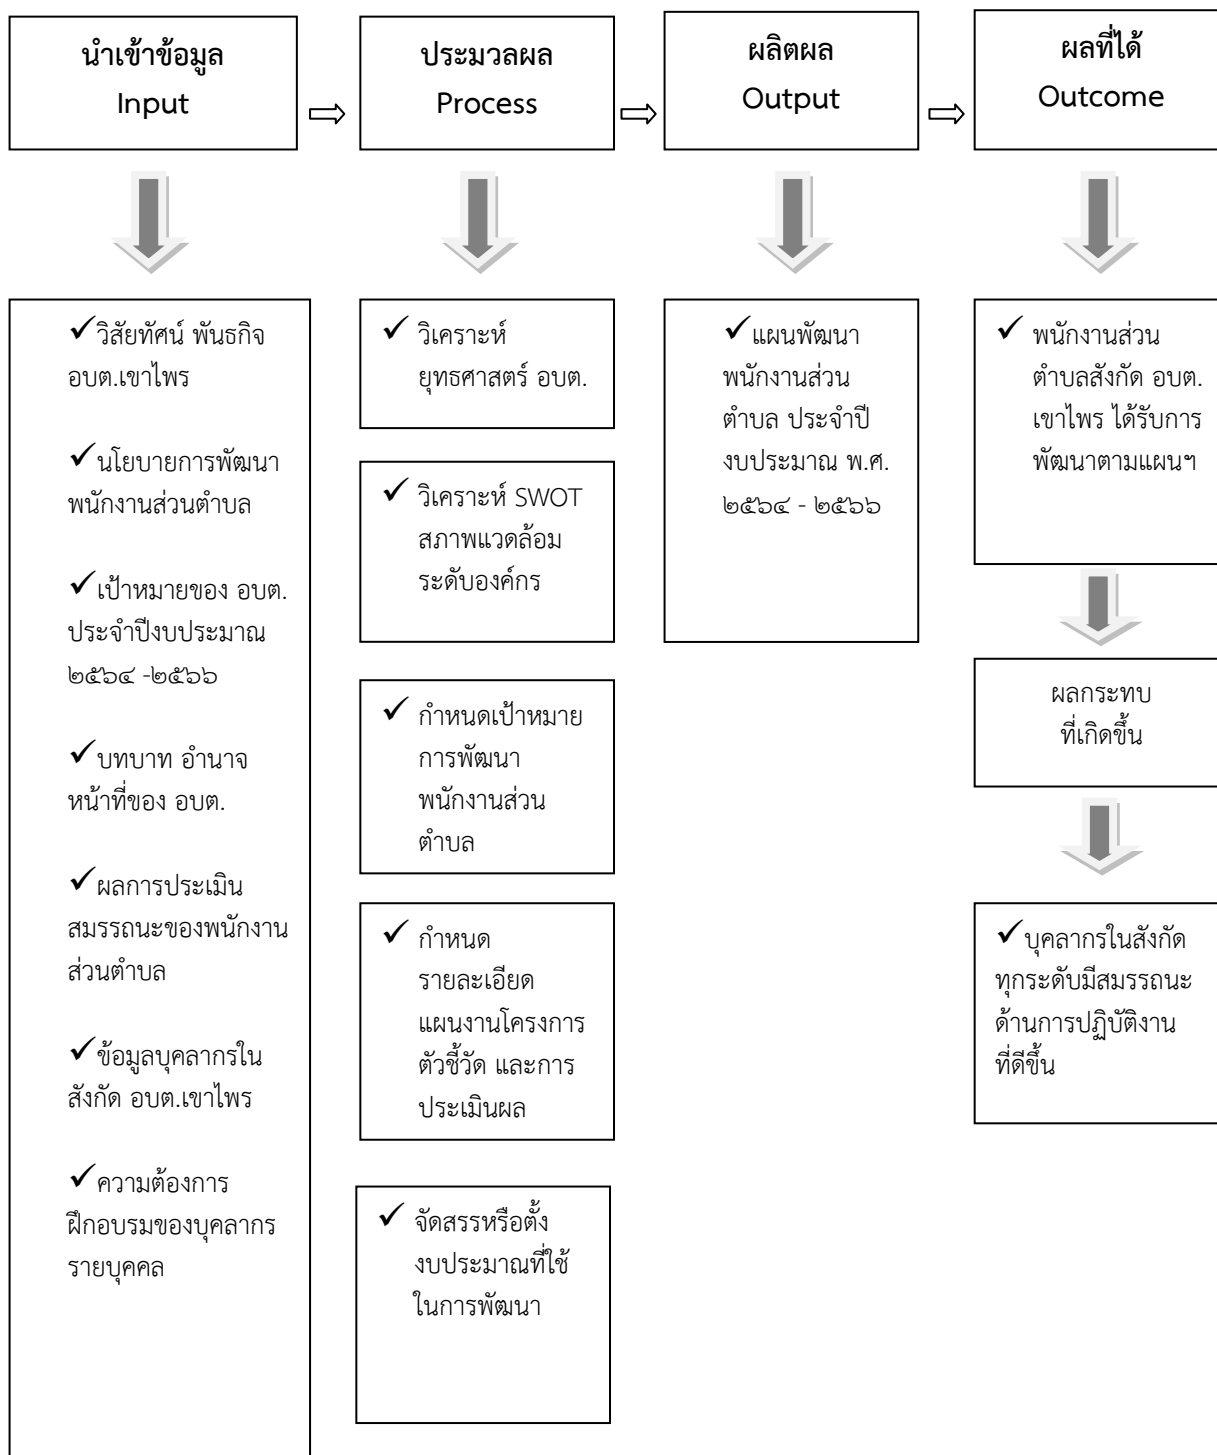 นำเข้าข้อมูล
Input
ประมวลผล
Process
ผลิตผล
Output
ผลที่ได้
Outcome
✓วิสัยทัศน์ พันธกิจ
อบต.เขาไพร
✓นโยบายการพัฒนา
พนักงานส่วนตำบล
✓เป้าหมายของ อบต.
ประจำปีงบประมาณ
๒๕๖๔ -๒๕๖๖
✓บทบาท อำนาจ
หน้าที่ของ อบต.
✓ผลการประเมิน
สมรรถนะของพนักงาน
ส่วนตำบล
✓ข้อมูลบุคลากรใน
สังกัด อบต.เขาไพร
✓ความต้องการ
ฝึกอบรมของบุคลากร
รายบุคคล
✓ วิเคราะห์
ยุทธศาสตร์ อบต.
✓ วิเคราะห์ SWOT
สภาพแวดล้อม
ระดับองค์กร
✓ กำหนดเป้าหมาย
การพัฒนา
พนักงานส่วน
ตำบล
✓ กำหนด
รายละเอียด
แผนงานโครงการ
ตัวชี้วัด และการ
ประเมินผล
✓ จัดสรรหรือตั้ง
งบประมาณที่ใช้
ในการพัฒนา
✓แผนพัฒนา
พนักงานส่วน
ตำบล ประจำปี
งบประมาณ พ.ศ.
๒๕๖๔ - ๒๕๖๖
✓ พนักงานส่วน
ตำบลสังกัด อบต.
เขาไพร ได้รับการ
พัฒนาตามแผนฯ
ผลกระทบ
ที่เกิดขึ้น
✓บุคลากรในสังกัด
ทุกระดับมีสมรรถนะ
ด้านการปฏิบัติงาน
ที่ดีขึ้น